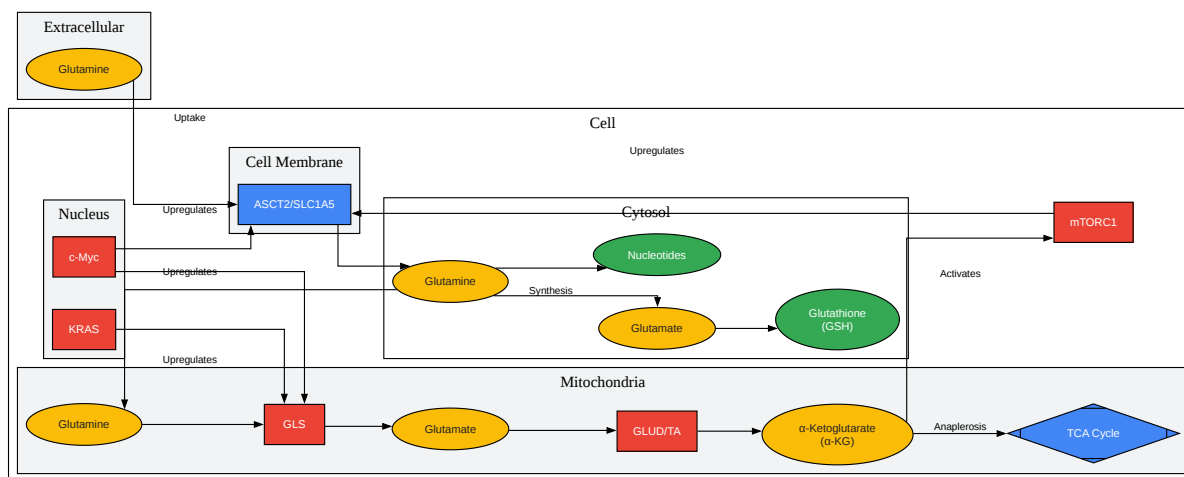 Extracellular
Glutamine
Uptake
Cell
Upregulates
Cell Membrane
ASCT2/SLC1A5
Upregulates
Nucleus
Cytosol
mTORC1
c-Myc
Nucleotides
Upregulates
Glutamine
Activates
Synthesis
KRAS
Glutamate
Glutathione
(GSH)
Upregulates
Mitochondria
Glutamine
GLS
Glutamate
GLUD/TA
α-Ketoglutarate
(α-KG)
Anaplerosis
TCA Cycle